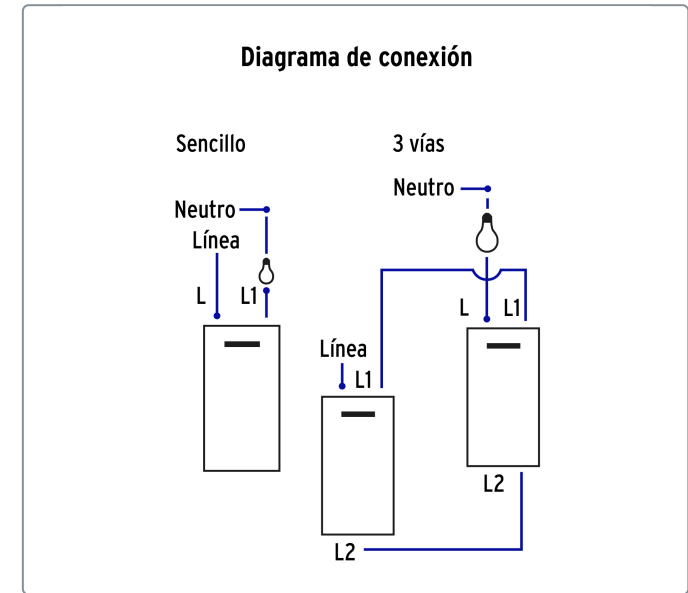 Diagrama de conexión
Sencillo
Neutro
Línea
L
L1
3 vías
Neutro
L
L1
Línea
L1
L2
L2